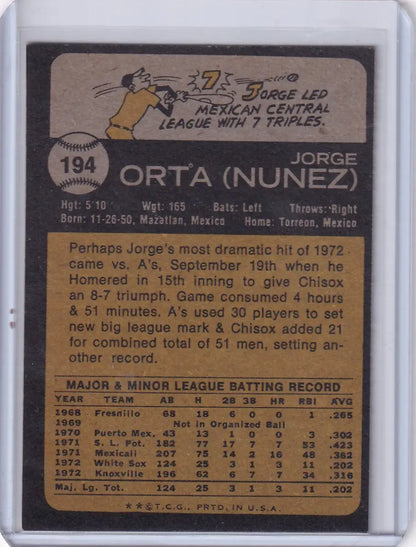 7 JORGE LED
MEXICAN CENTRAL
LEAGUE WITH 7 TRIPLES.
194
JORGE
ORTA (NUNEZ)
Hgt: 5'10 Wgt: 165 Bats: Left Throws: Right
Born: 11-26-50, Mazatlan, Mexico Home: Torreon, Mexico
Perhaps Jorge's most dramatic hit of 1972
came vs. A's, September 19th when he
Homered in 15th inning to give Chisox
an 8-7 triumph. Game consumed 4 hours
& 51 minutes. A's used 30 players to set
new big league mark & Chisox added 21
for combined total of 51 men, setting an-
other record.
MAJOR & MINOR LEAGUE BATTING RECORD
YEAR TEAM AB H 2B 3B HR RBI AVG
1968 Fresnillo 68 18 6 0 0 1 .265
1969 Not in Organized Ball
1970 Puerto Mex. 43 13 1 0 0 3 .302
1971 S. L. Pot. 182 77 17 7 7 53 .423
1971 Mexicali 207 75 14 2 16 48 .362
1972 White Sox 124 25 3 1 3 11 .202
1972 Knoxville 196 62 6 1 7 34 .316
Maj. Lg. Tot. 124 25 3 1 3 11 .202
**© T.C.G., PRTD. IN U.S.A.